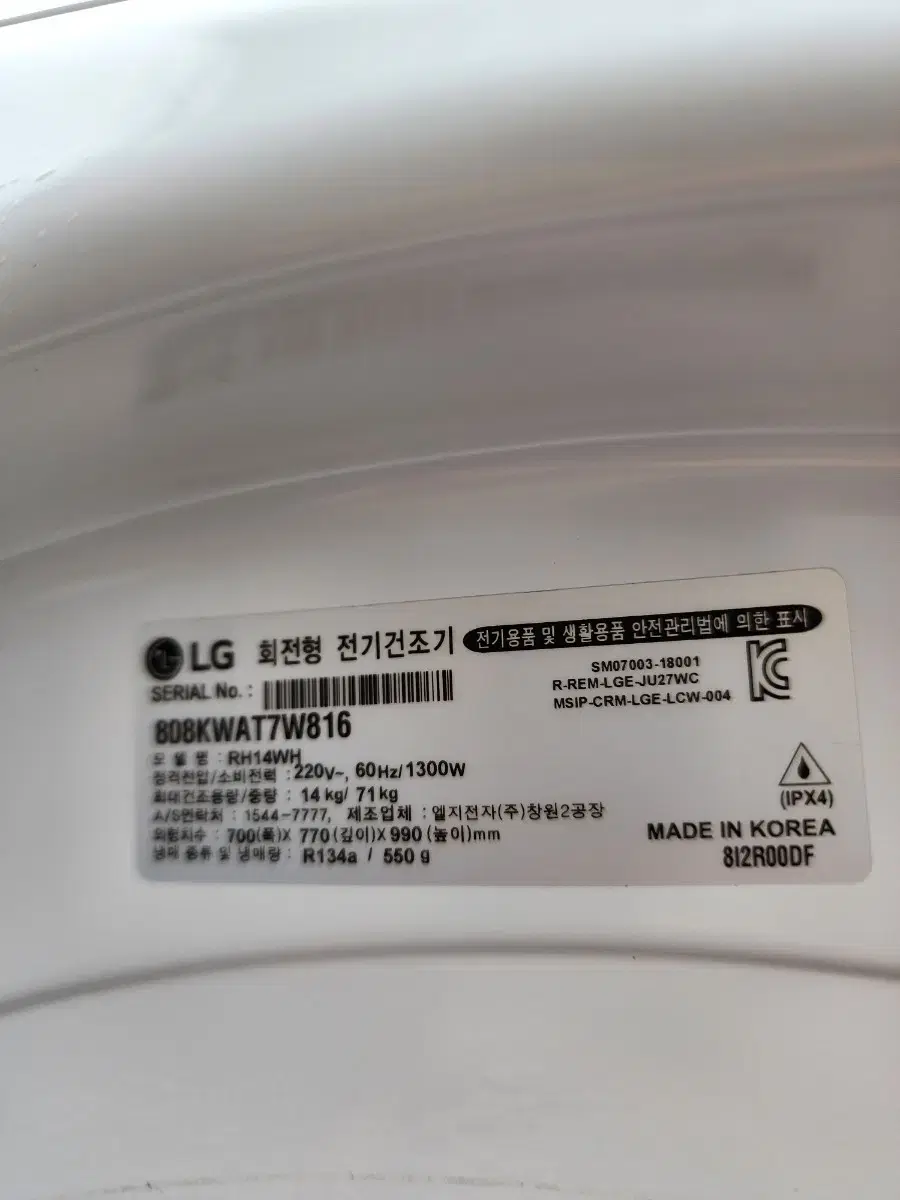 LG 회전형 전기건조기 전기용품 및 생활용품 안전관리법에 의한 표시
SERIAL No. :
808KWAT7W816
SM07003-18001
R-REM-LGE-JU27WC
MSIP-CRM-LGE-LCW-004
모 델 명 : RH14WH
정격전압/소비전력 : 220V~, 60Hz/1300W
최대건조용량/중량 : 14 kg/ 71 kg
A/S연락처 : 1544-7777, 제조업체 : 엘지전자(주)창원2공장
외형치수 : 700(폭)X 770(깊이)X 990 (높이)mm
냉매 종류 및 냉매량 : R134a / 550 g
(IPX4)
MADE IN KOREA
8I2R00DF